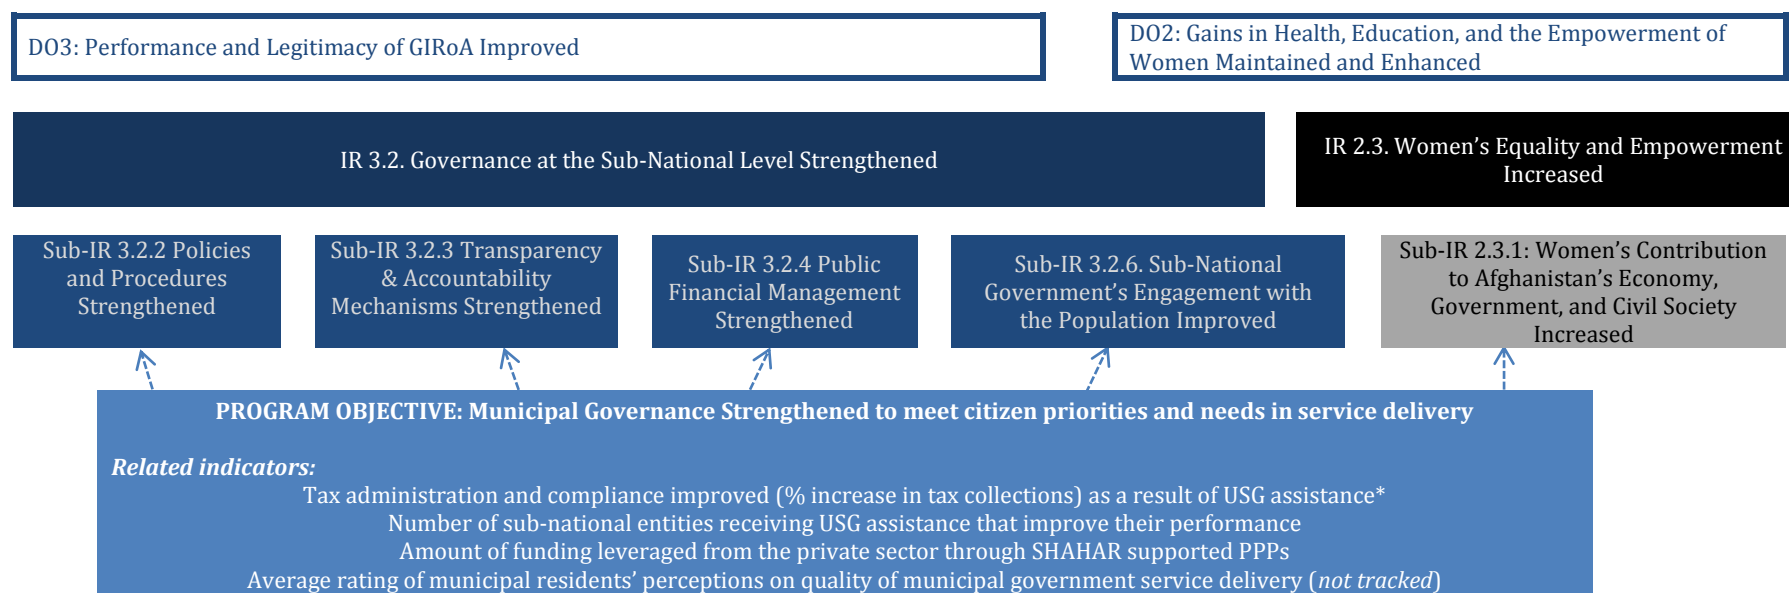 DO3: Performance and Legitimacy of GIRoA Improved
DO2: Gains in Health, Education, and the Empowerment of
Women Maintained and Enhanced
IR 3.2. Governance at the Sub-National Level Strengthened
IR 2.3. Women’s Equality and Empowerment
Increased
Sub-IR 3.2.2 Policies
and Procedures
Strengthened
Sub-IR 3.2.3 Transparency
& Accountability
Mechanisms Strengthened
Sub-IR 3.2.4 Public
Financial Management
Strengthened
Sub-IR 3.2.6. Sub-National
Government’s Engagement with
the Population Improved
Sub-IR 2.3.1: Women’s Contribution
to Afghanistan’s Economy,
Government, and Civil Society
Increased
PROGRAM OBJECTIVE: Municipal Governance Strengthened to meet citizen priorities and needs in service delivery
Related indicators:
Tax administration and compliance improved (% increase in tax collections) as a result of USG assistance*
Number of sub-national entities receiving USG assistance that improve their performance
Amount of funding leveraged from the private sector through SHAHAR supported PPPs
Average rating of municipal residents’ perceptions on quality of municipal government service delivery (not tracked)